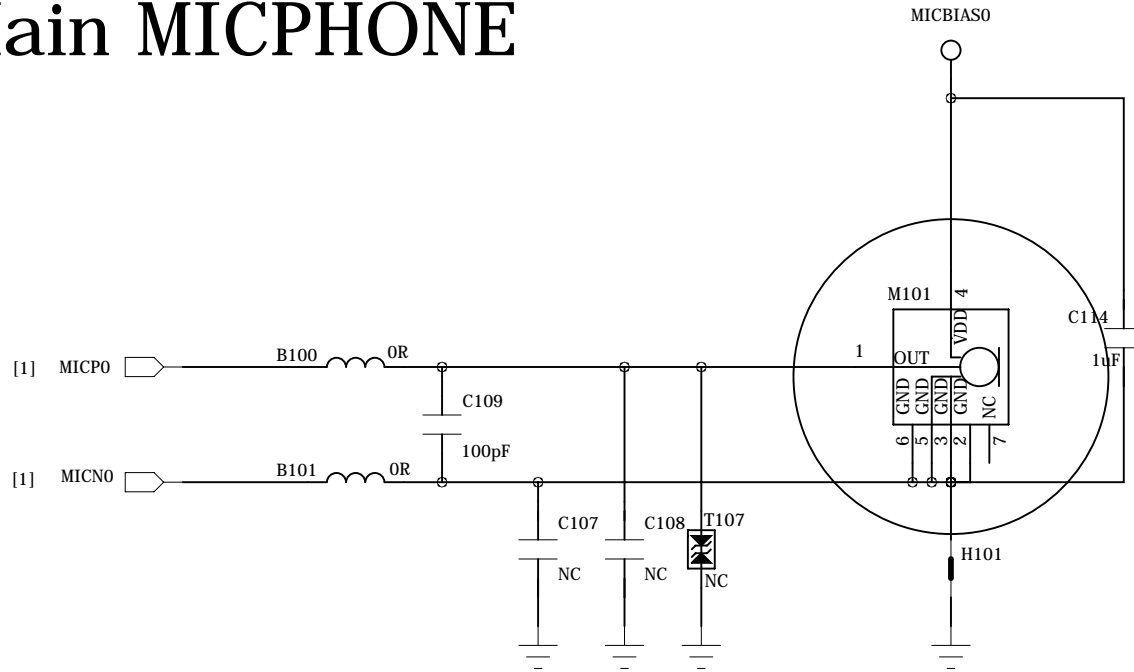 ain MICPHONE
MICBIAS0
M101
4
VDD
C114
1uF
[1] MICP0
B100
0R
1
OUT
GND
GND
GND
GND
NC
6
5
3
2
7
C109
100pF
[1] MICN0
B101
0R
C107
NC
C108
NC
T107
NC
H101